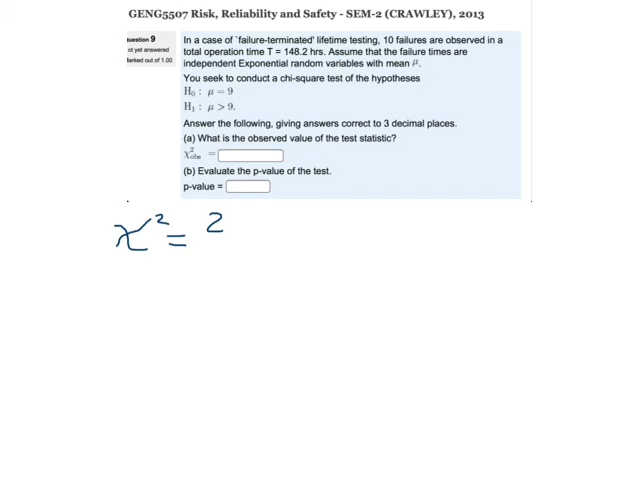 GENG5507 Risk, Reliability and Safety - SEM-2 (CRAWLEY), 2013
uestion 9
ot yet answered
larked out of 1.00
In a case of `failure-terminated' lifetime testing, 10 failures are observed in a
total operation time T = 148.2 hrs. Assume that the failure times are
independent Exponential random variables with mean μ.
You seek to conduct a chi-square test of the hypotheses
H₀ : μ = 9
H₁ : μ > 9.
Answer the following, giving answers correct to 3 decimal places.
(a) What is the observed value of the test statistic?
χ²obs =
(b) Evaluate the p-value of the test.
p-value =
χ² = 2